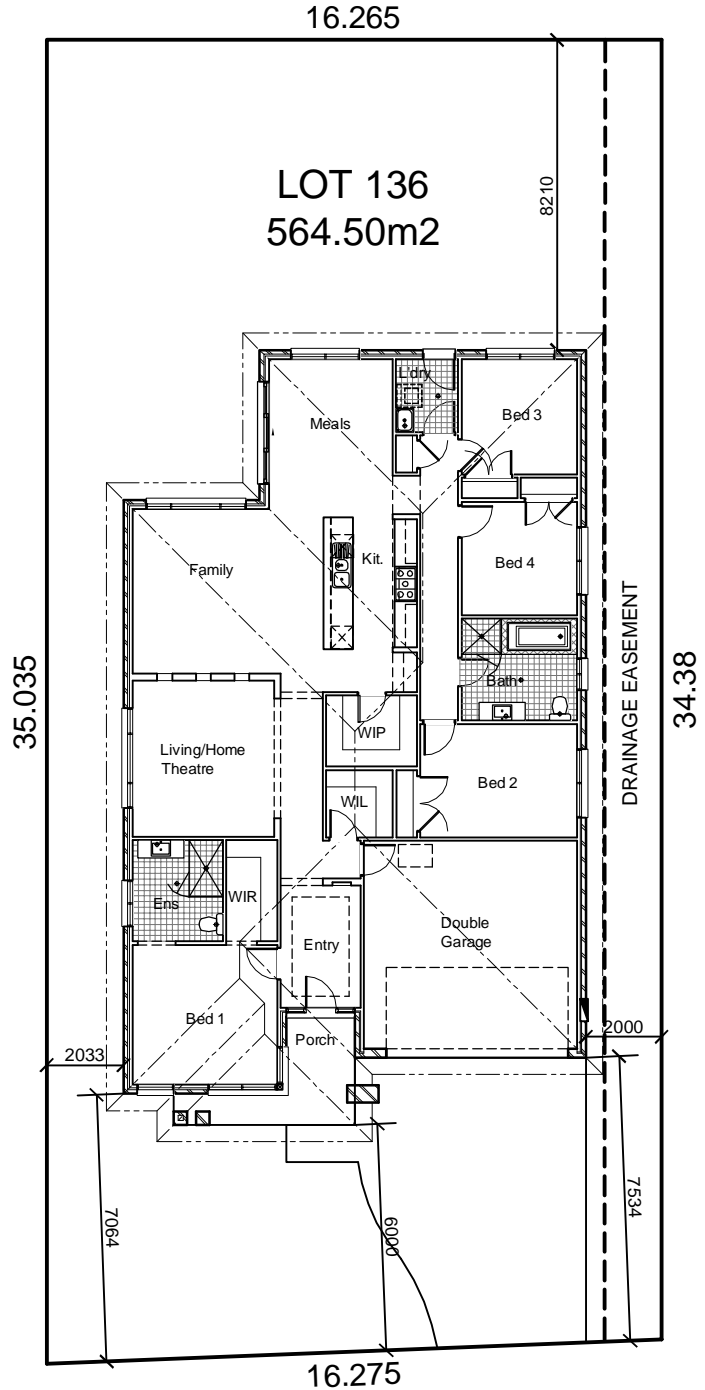 16.265
8210
LOT 136
564.50m2
L'dry
Bed 3
Meals
Family
Kit.
Bed 4
DRAINAGE EASEMENT
35.035
34.38
Bath
WIP
Living/Home
Theatre
Bed 2
WIL
Ens
WIR
Entry
Double
Garage
Bed 1
Porch
2033
2000
7064
6000
7534
16.275